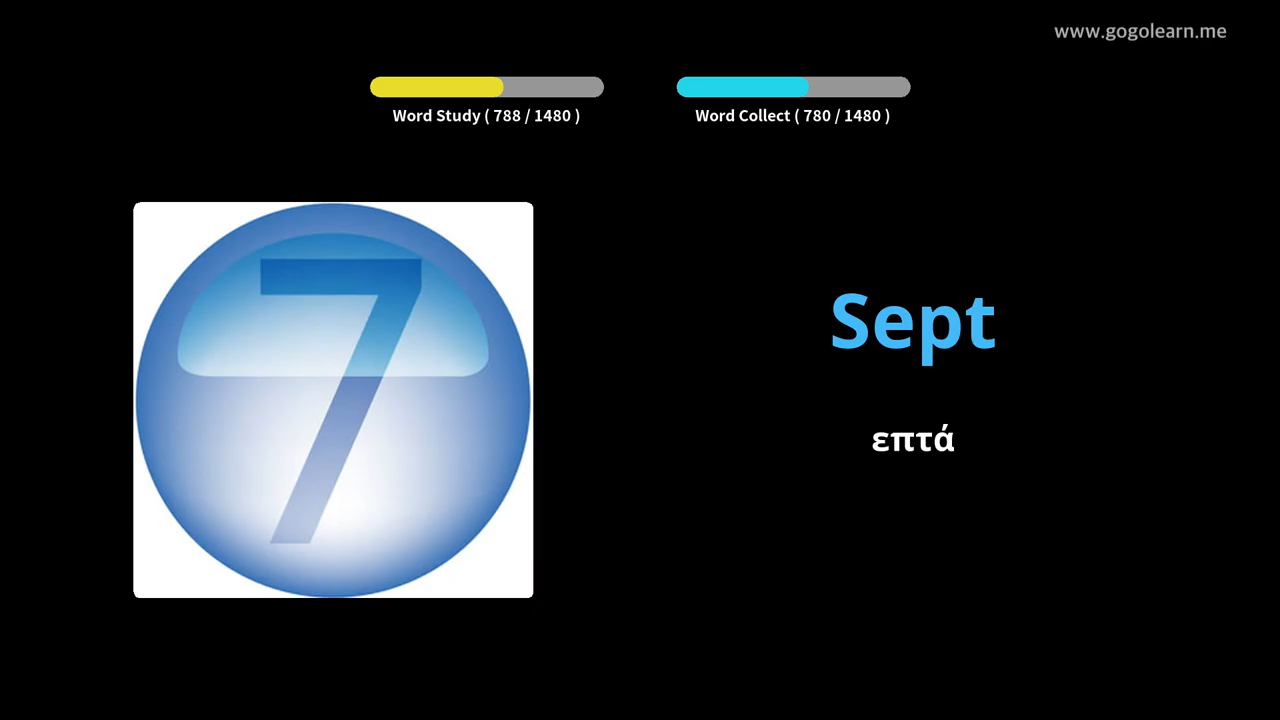 www.gogolearn.me
Word Study ( 788 / 1480 )
Word Collect ( 780 / 1480 )
7
Sept
επτά